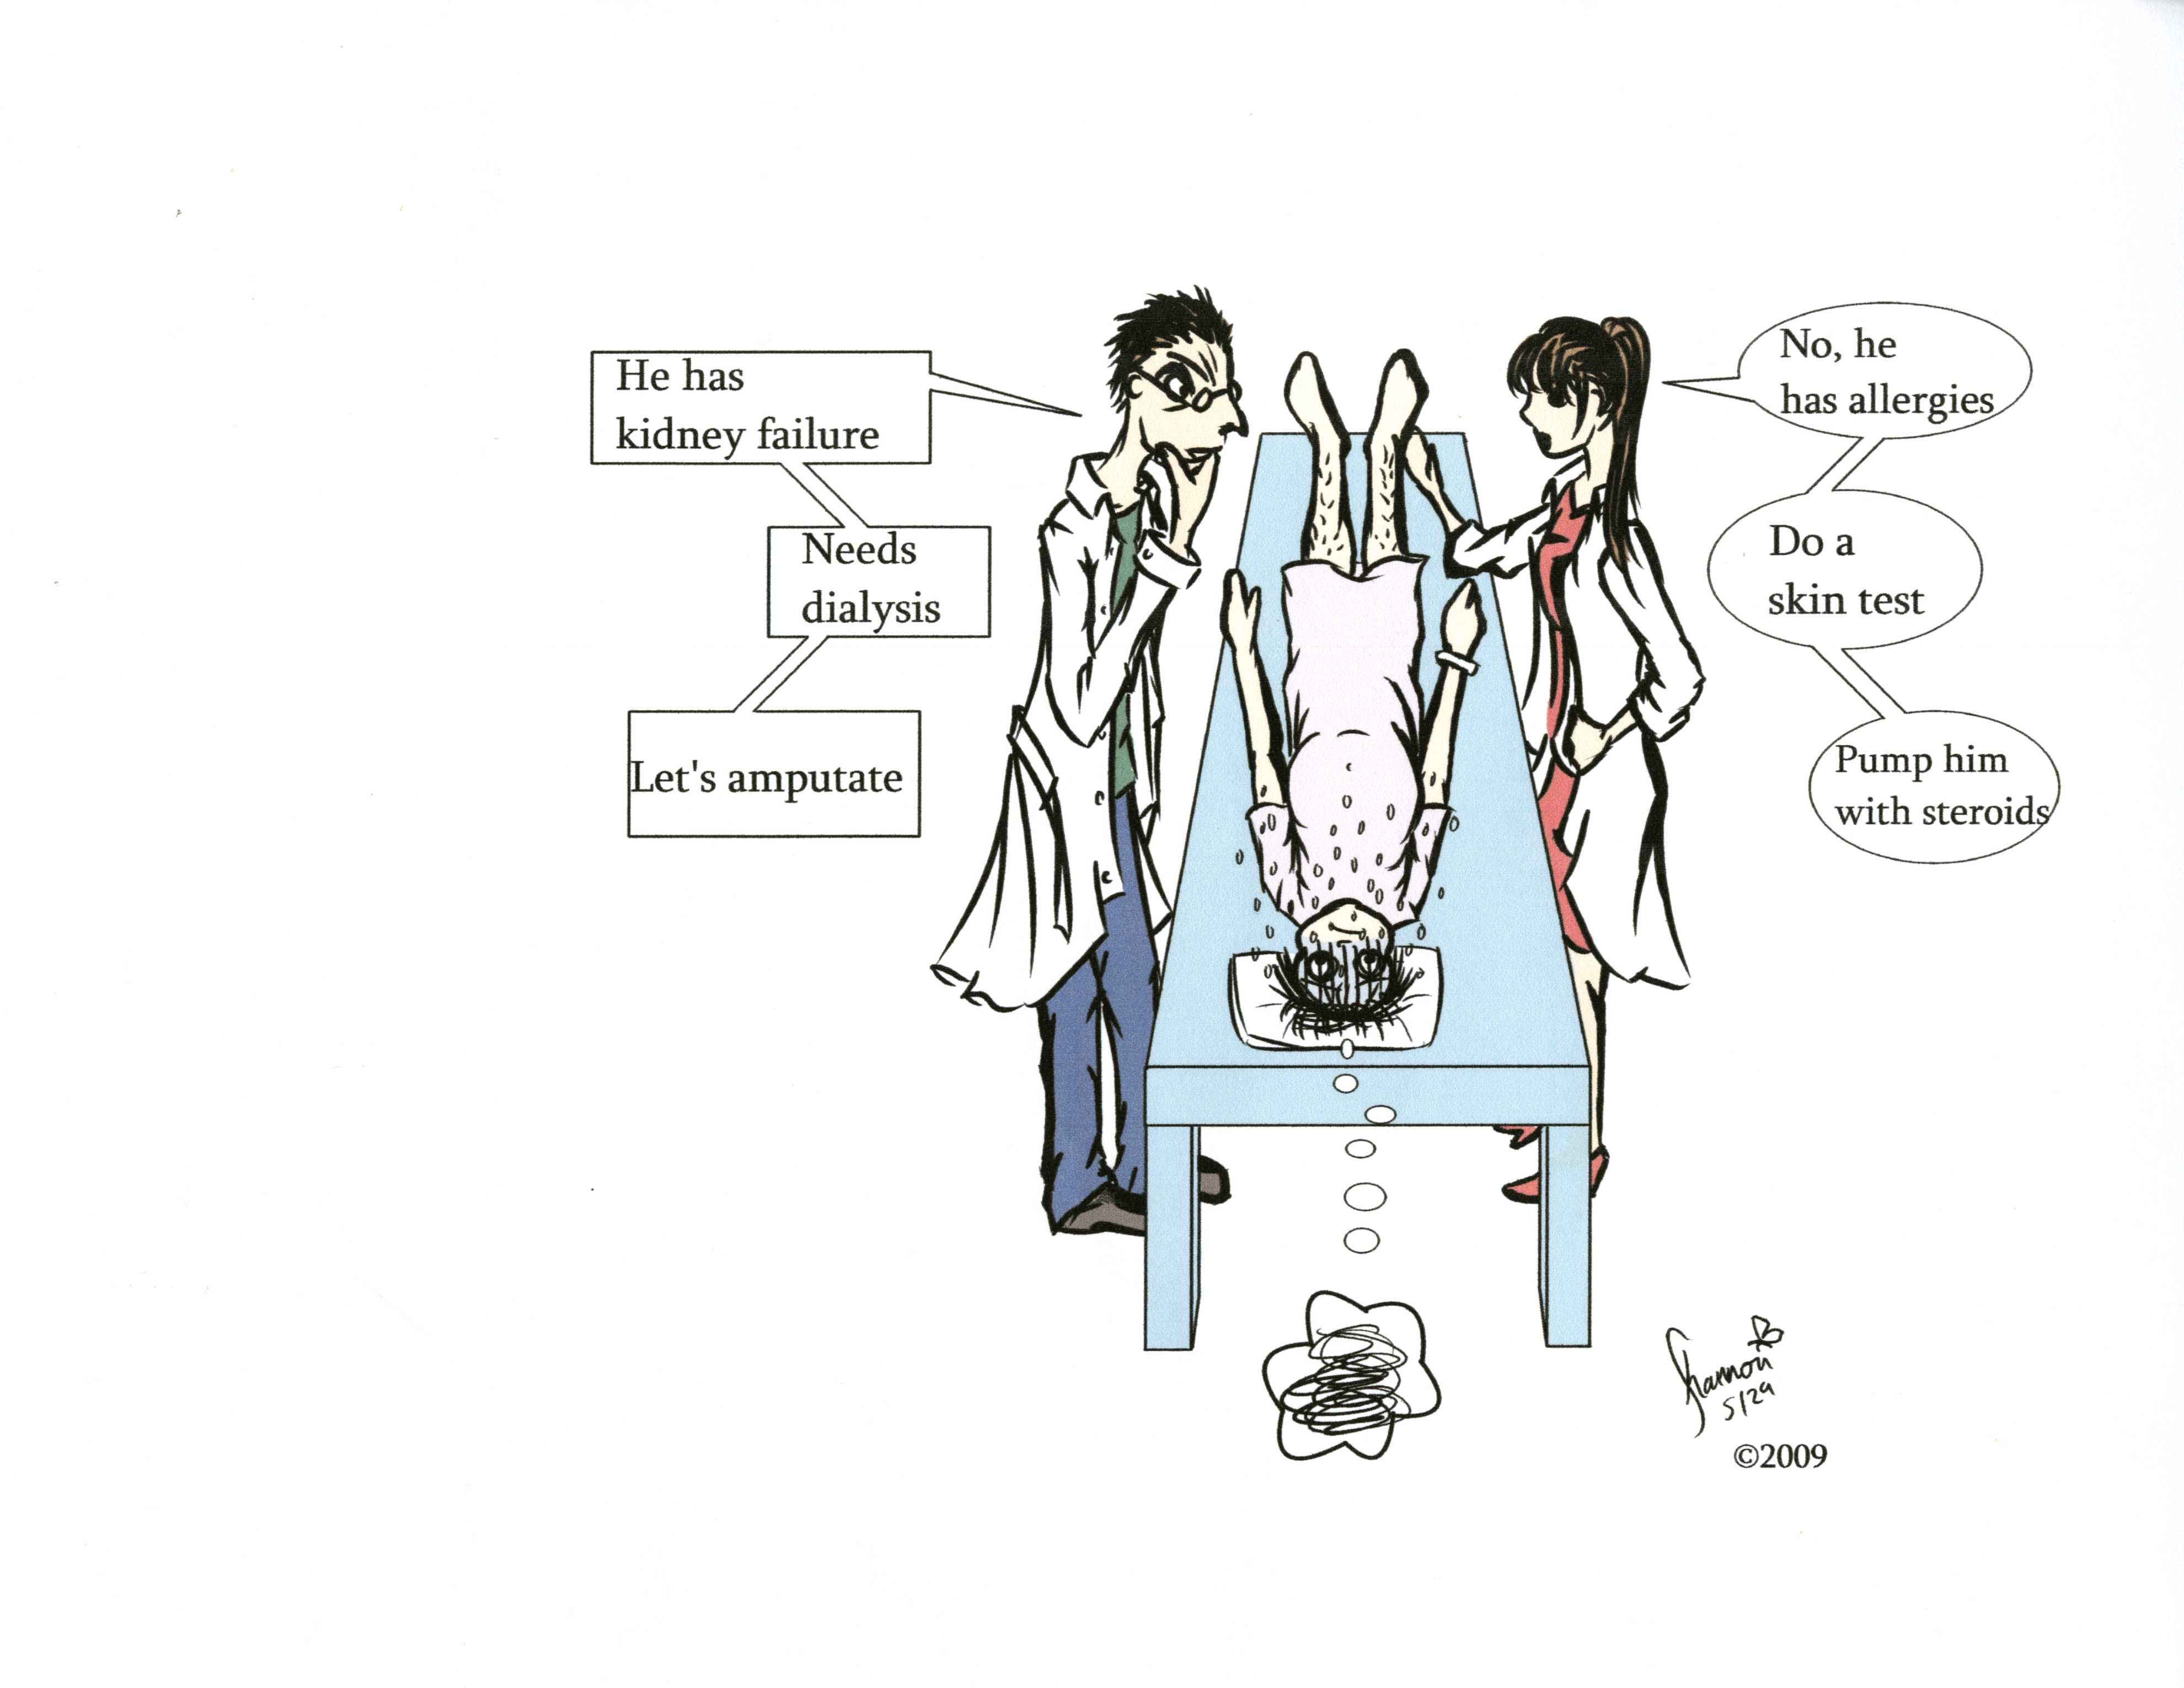 He has
kidney failure
Needs
dialysis
Let's amputate
No, he
has allergies
Do a
skin test
Pump him
with steroids
Shannon
5/29
©2009